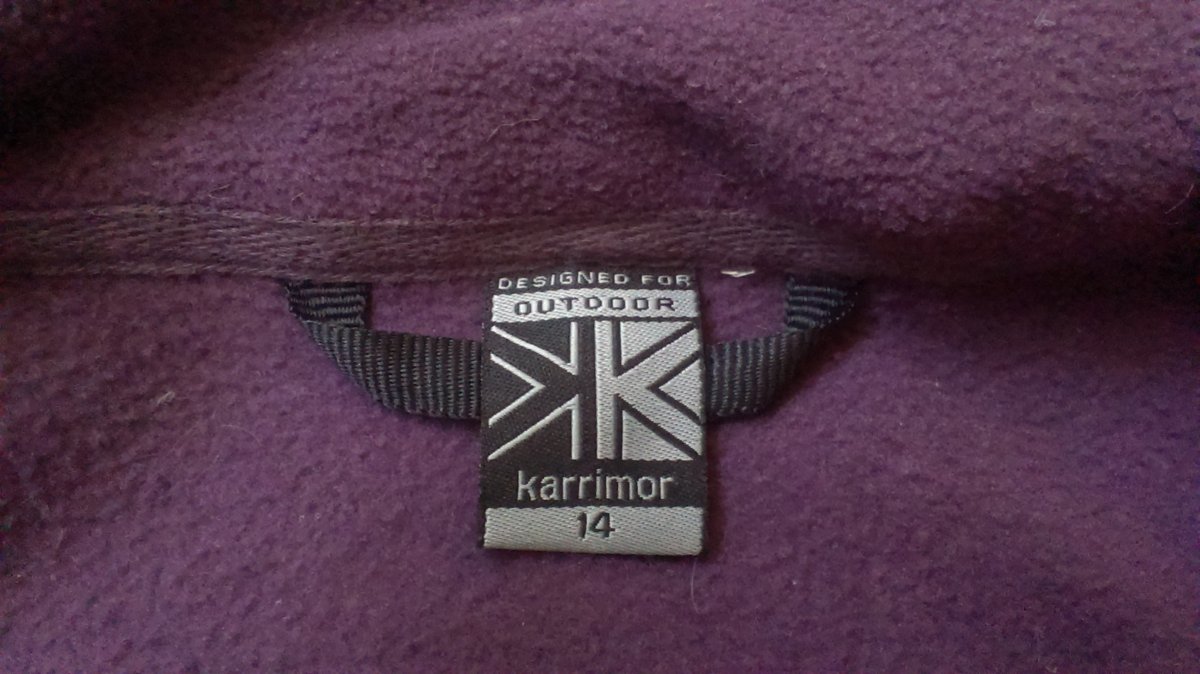 DESIGNED FOR
OUTDOOR
karrimor
14